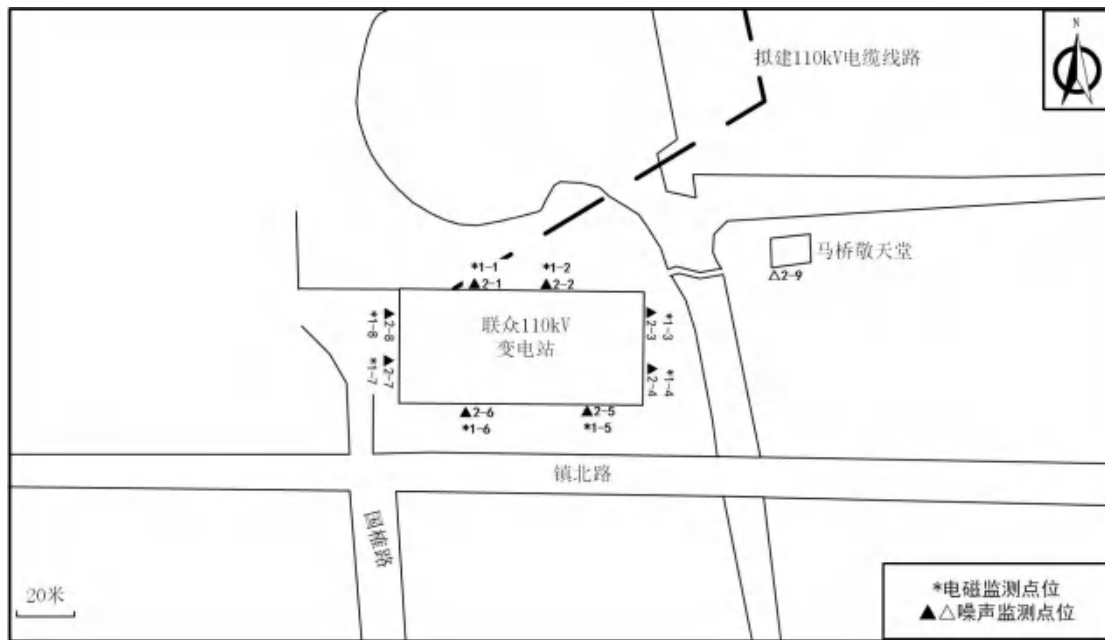 N
拟建110kV电缆线路
马桥敬天堂
△2-9
*1-1
*1-2
▲2-1
▲2-2
联众110kV
变电站
▲2-8
*1-8
▲2-7
*1-7
▲2-3
*1-3
▲2-4
*1-4
▲2-6
*1-6
▲2-5
*1-5
镇北路
国槐路
20米
*电磁监测点位
▲△噪声监测点位